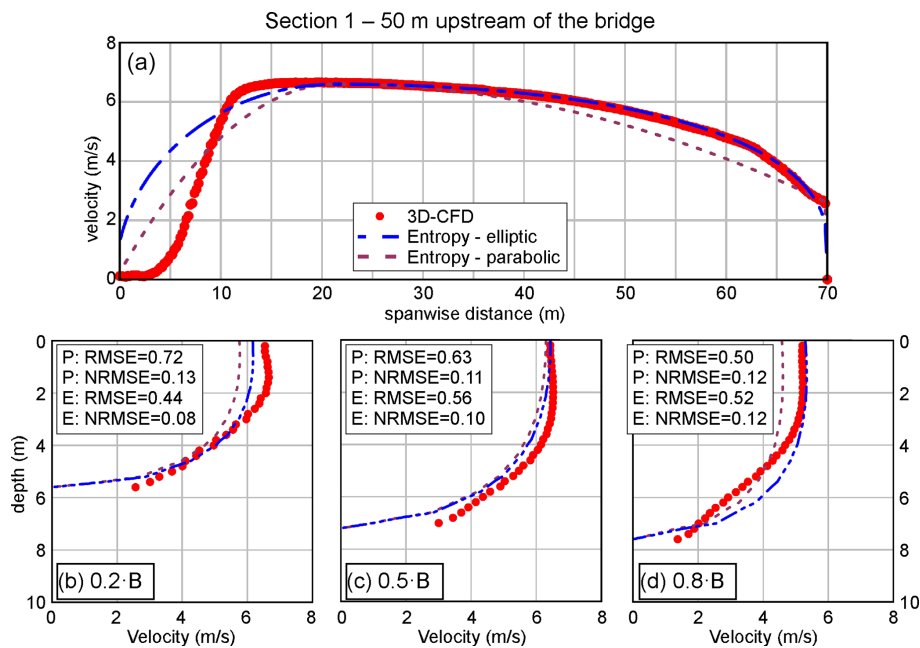 Section 1 – 50 m upstream of the bridge
(a)
velocity (m/s)
8
6
4
2
0
3D-CFD
Entropy - elliptic
Entropy - parabolic
0 10 20 30 40 50 60 70
spanwise distance (m)
depth (m)
0
2
4
6
8
10
P: RMSE=0.72
P: NRMSE=0.13
E: RMSE=0.44
E: NRMSE=0.08
(b) 0.2·B
0 2 4 6 8
Velocity (m/s)
P: RMSE=0.63
P: NRMSE=0.11
E: RMSE=0.56
E: NRMSE=0.10
(c) 0.5·B
0 2 4 6 8
Velocity (m/s)
P: RMSE=0.50
P: NRMSE=0.12
E: RMSE=0.52
E: NRMSE=0.12
(d) 0.8·B
0 2 4 6 8
Velocity (m/s)
0
2
4
6
8
10